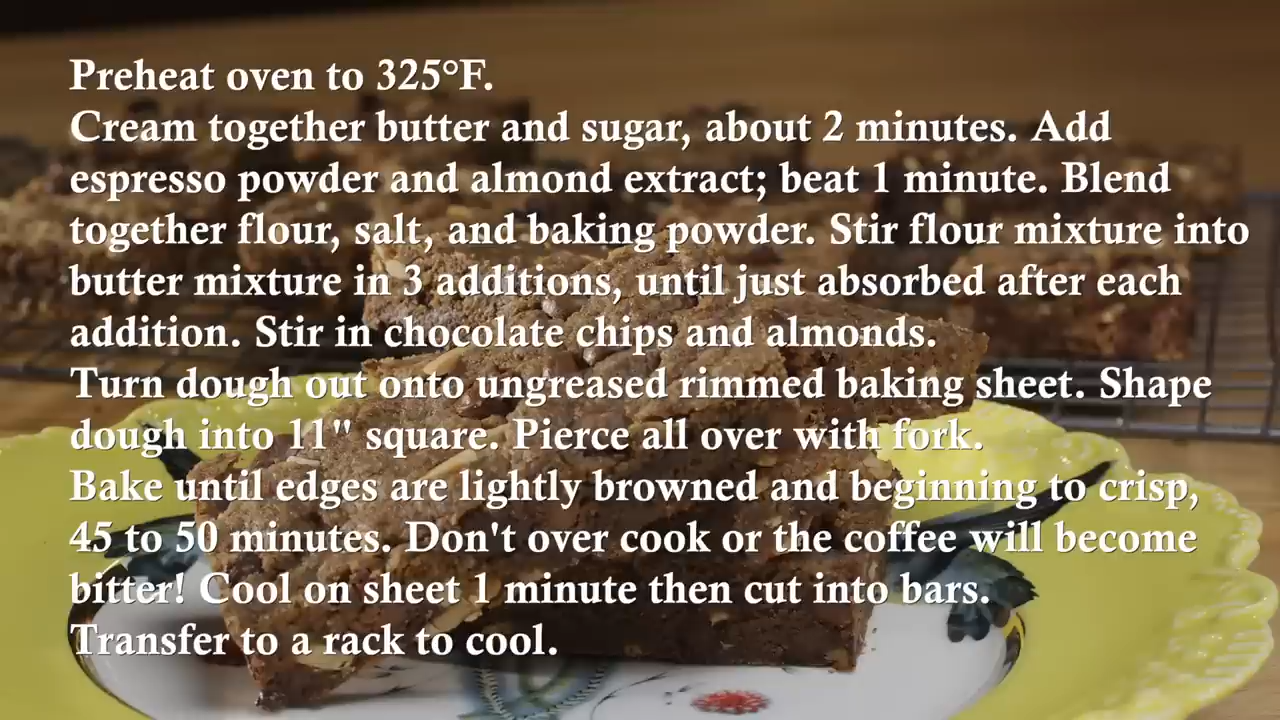 Preheat oven to 325°F.
Cream together butter and sugar, about 2 minutes. Add
espresso powder and almond extract; beat 1 minute. Blend
together flour, salt, and baking powder. Stir flour mixture into
butter mixture in 3 additions, until just absorbed after each
addition. Stir in chocolate chips and almonds.
Turn dough out onto ungreased rimmed baking sheet. Shape
dough into 11" square. Pierce all over with fork.
Bake until edges are lightly browned and beginning to crisp,
45 to 50 minutes. Don't over cook or the coffee will become
bitter! Cool on sheet 1 minute then cut into bars.
Transfer to a rack to cool.